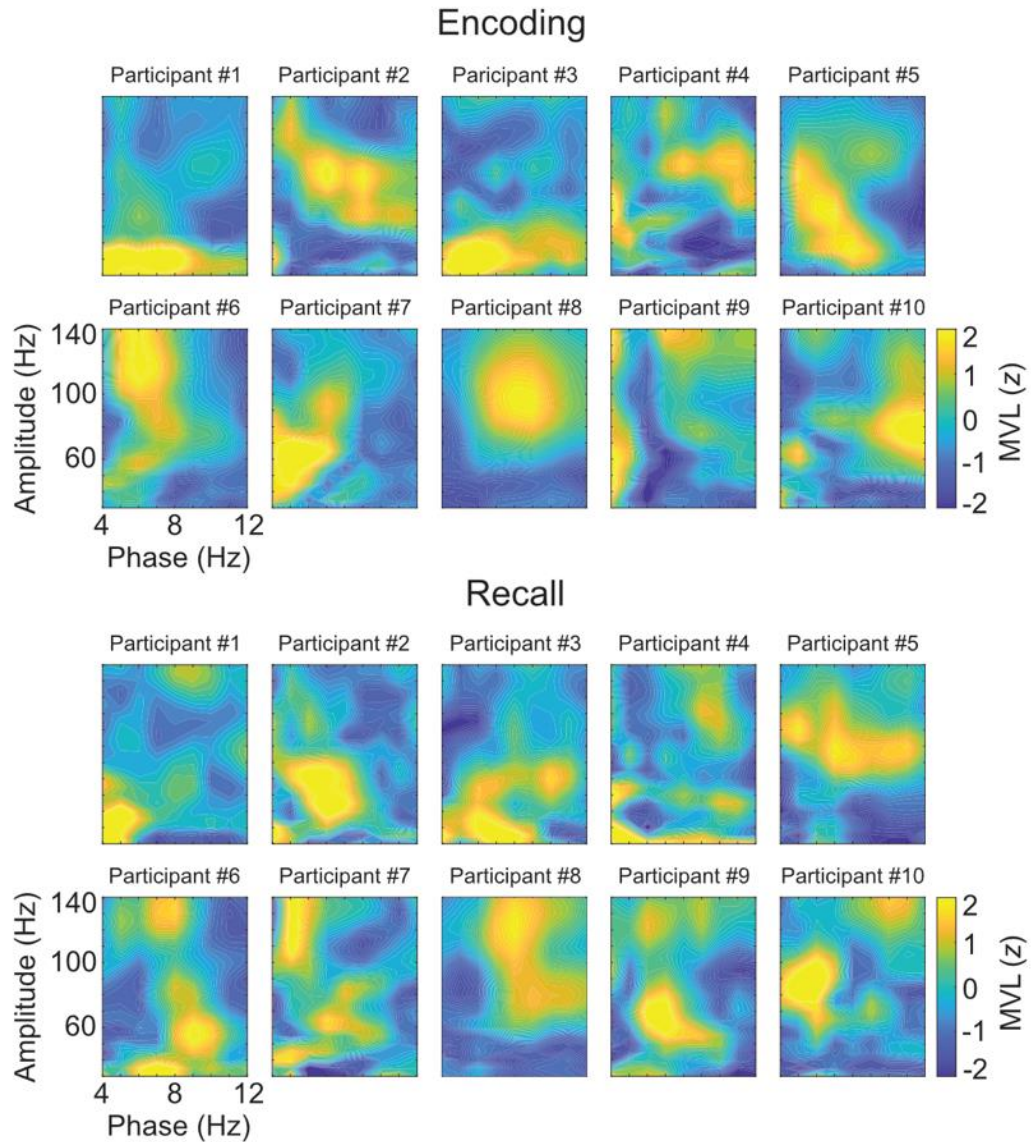 Encoding
Participant #1 Participant #2 Paricipant #3 Participant #4 Participant #5
Participant #6 Participant #7 Participant #8 Participant #9 Participant #10
Amplitude (Hz)
140
100
60
4 8 12
Phase (Hz)
2
1
0
-1
-2
MVL (z)
Recall
Participant #1 Participant #2 Participant #3 Participant #4 Participant #5
Participant #6 Participant #7 Participant #8 Participant #9 Participant #10
Amplitude (Hz)
140
100
60
4 8 12
Phase (Hz)
2
1
0
-1
-2
MVL (z)